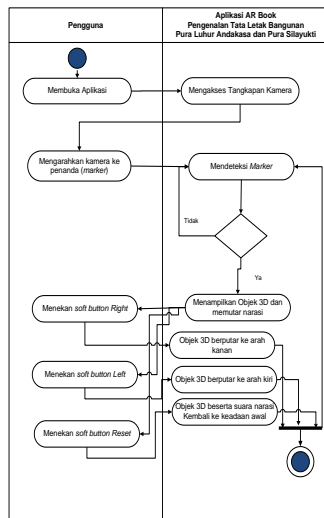 Pengguna
Aplikasi AR Book
Pengenalan Tata Letak Bangunan
Pura Luhur Andakasa dan Pura Silayukti
Membuka Aplikasi
Mengakses Tangkapan Kamera
Mengarahkan kamera ke
penanda (marker)
Mendeteksi Marker
Tidak
Ya
Menampilkan Objek 3D dan
memutar narasi
Menekan soft button Right
Objek 3D berputar ke arah
kanan
Menekan soft button Left
Objek 3D berputar ke arah kiri
Objek 3D beserta suara narasi
Kembali ke keadaan awal
Menekan soft button Reset